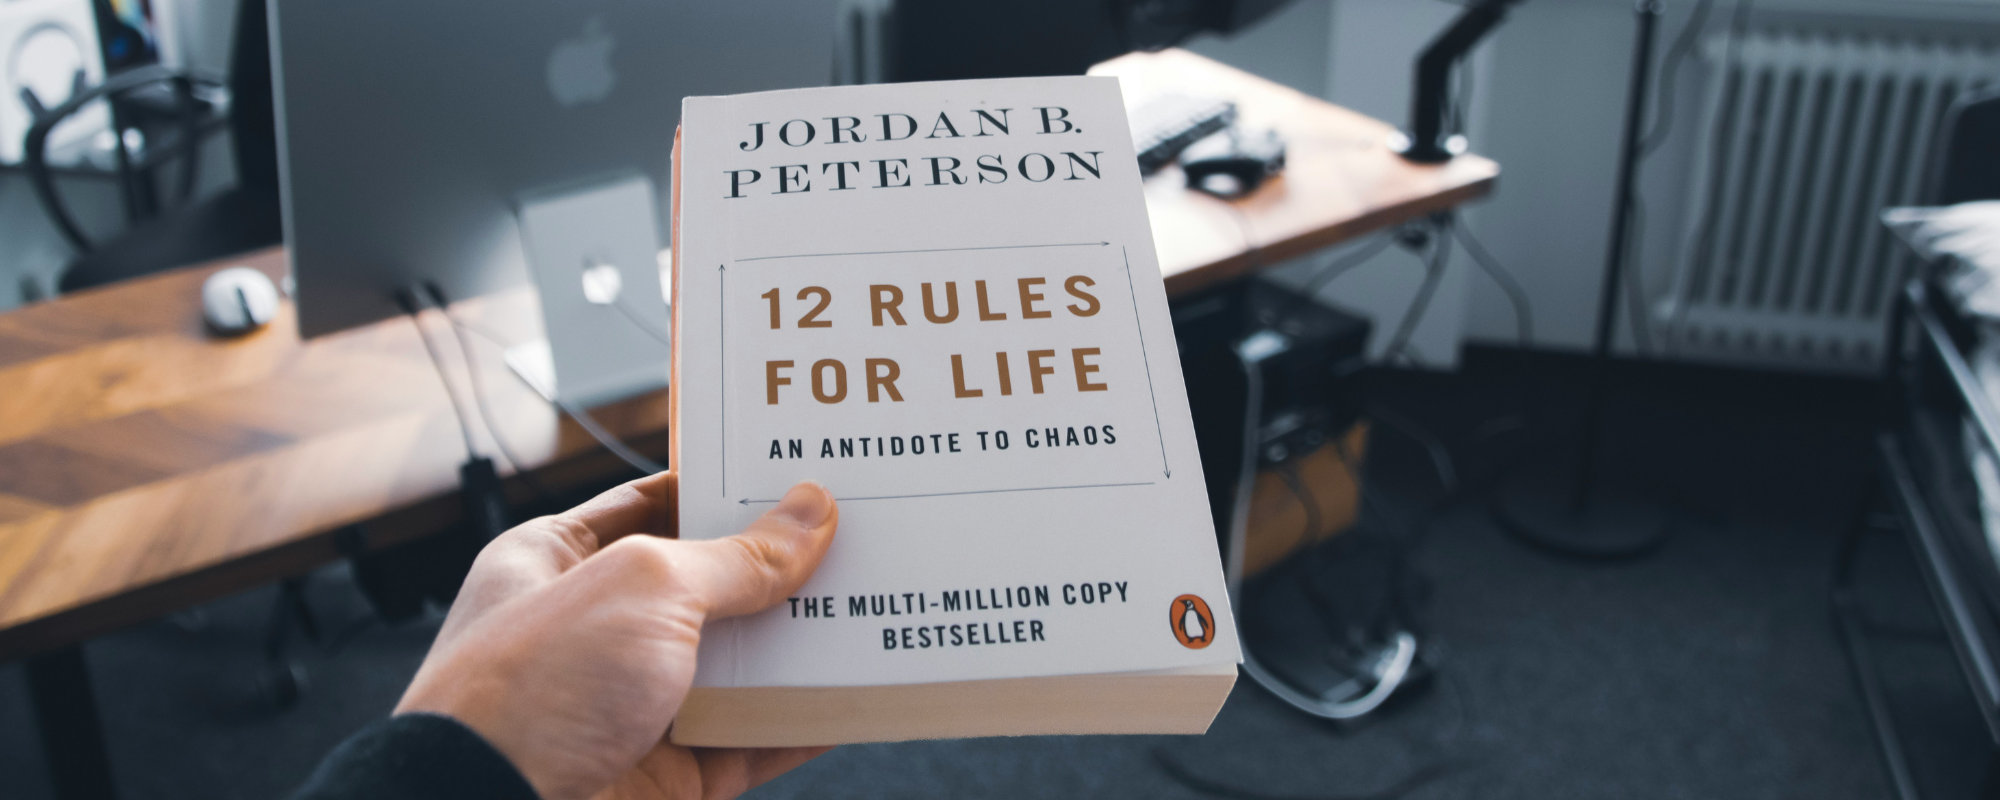 JORDAN B.
PETERSON
12 RULES
FOR LIFE
AN ANTIDOTE TO CHAOS
THE MULTI-MILLION COPY
BESTSELLER